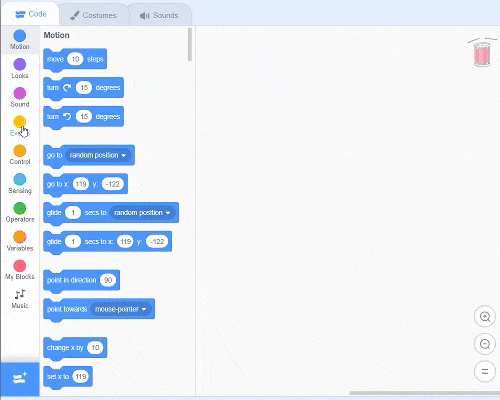 Code Costumes Sounds
Motion
Looks
Sound
Control
Sensing
Operators
Variables
My Blocks
Music
Motion
move 10 steps
turn 15 degrees
turn 15 degrees
go to random position
go to x: 119 y: -122
glide 1 secs to random position
glide 1 secs to x: 119 y: -122
point in direction 90
point towards mouse-pointer
change x by 10
set x to 119